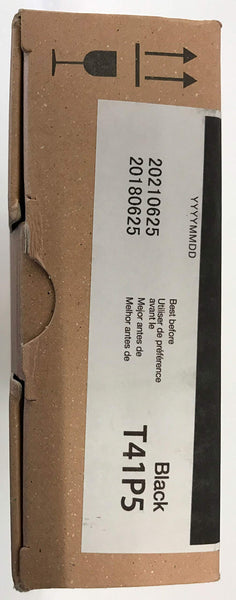 YYYYMMDD
20210625
20180625
Best before
Utiliser de préférence
avant le
Mejor antes de
Melhor antes de
Black
T41P5